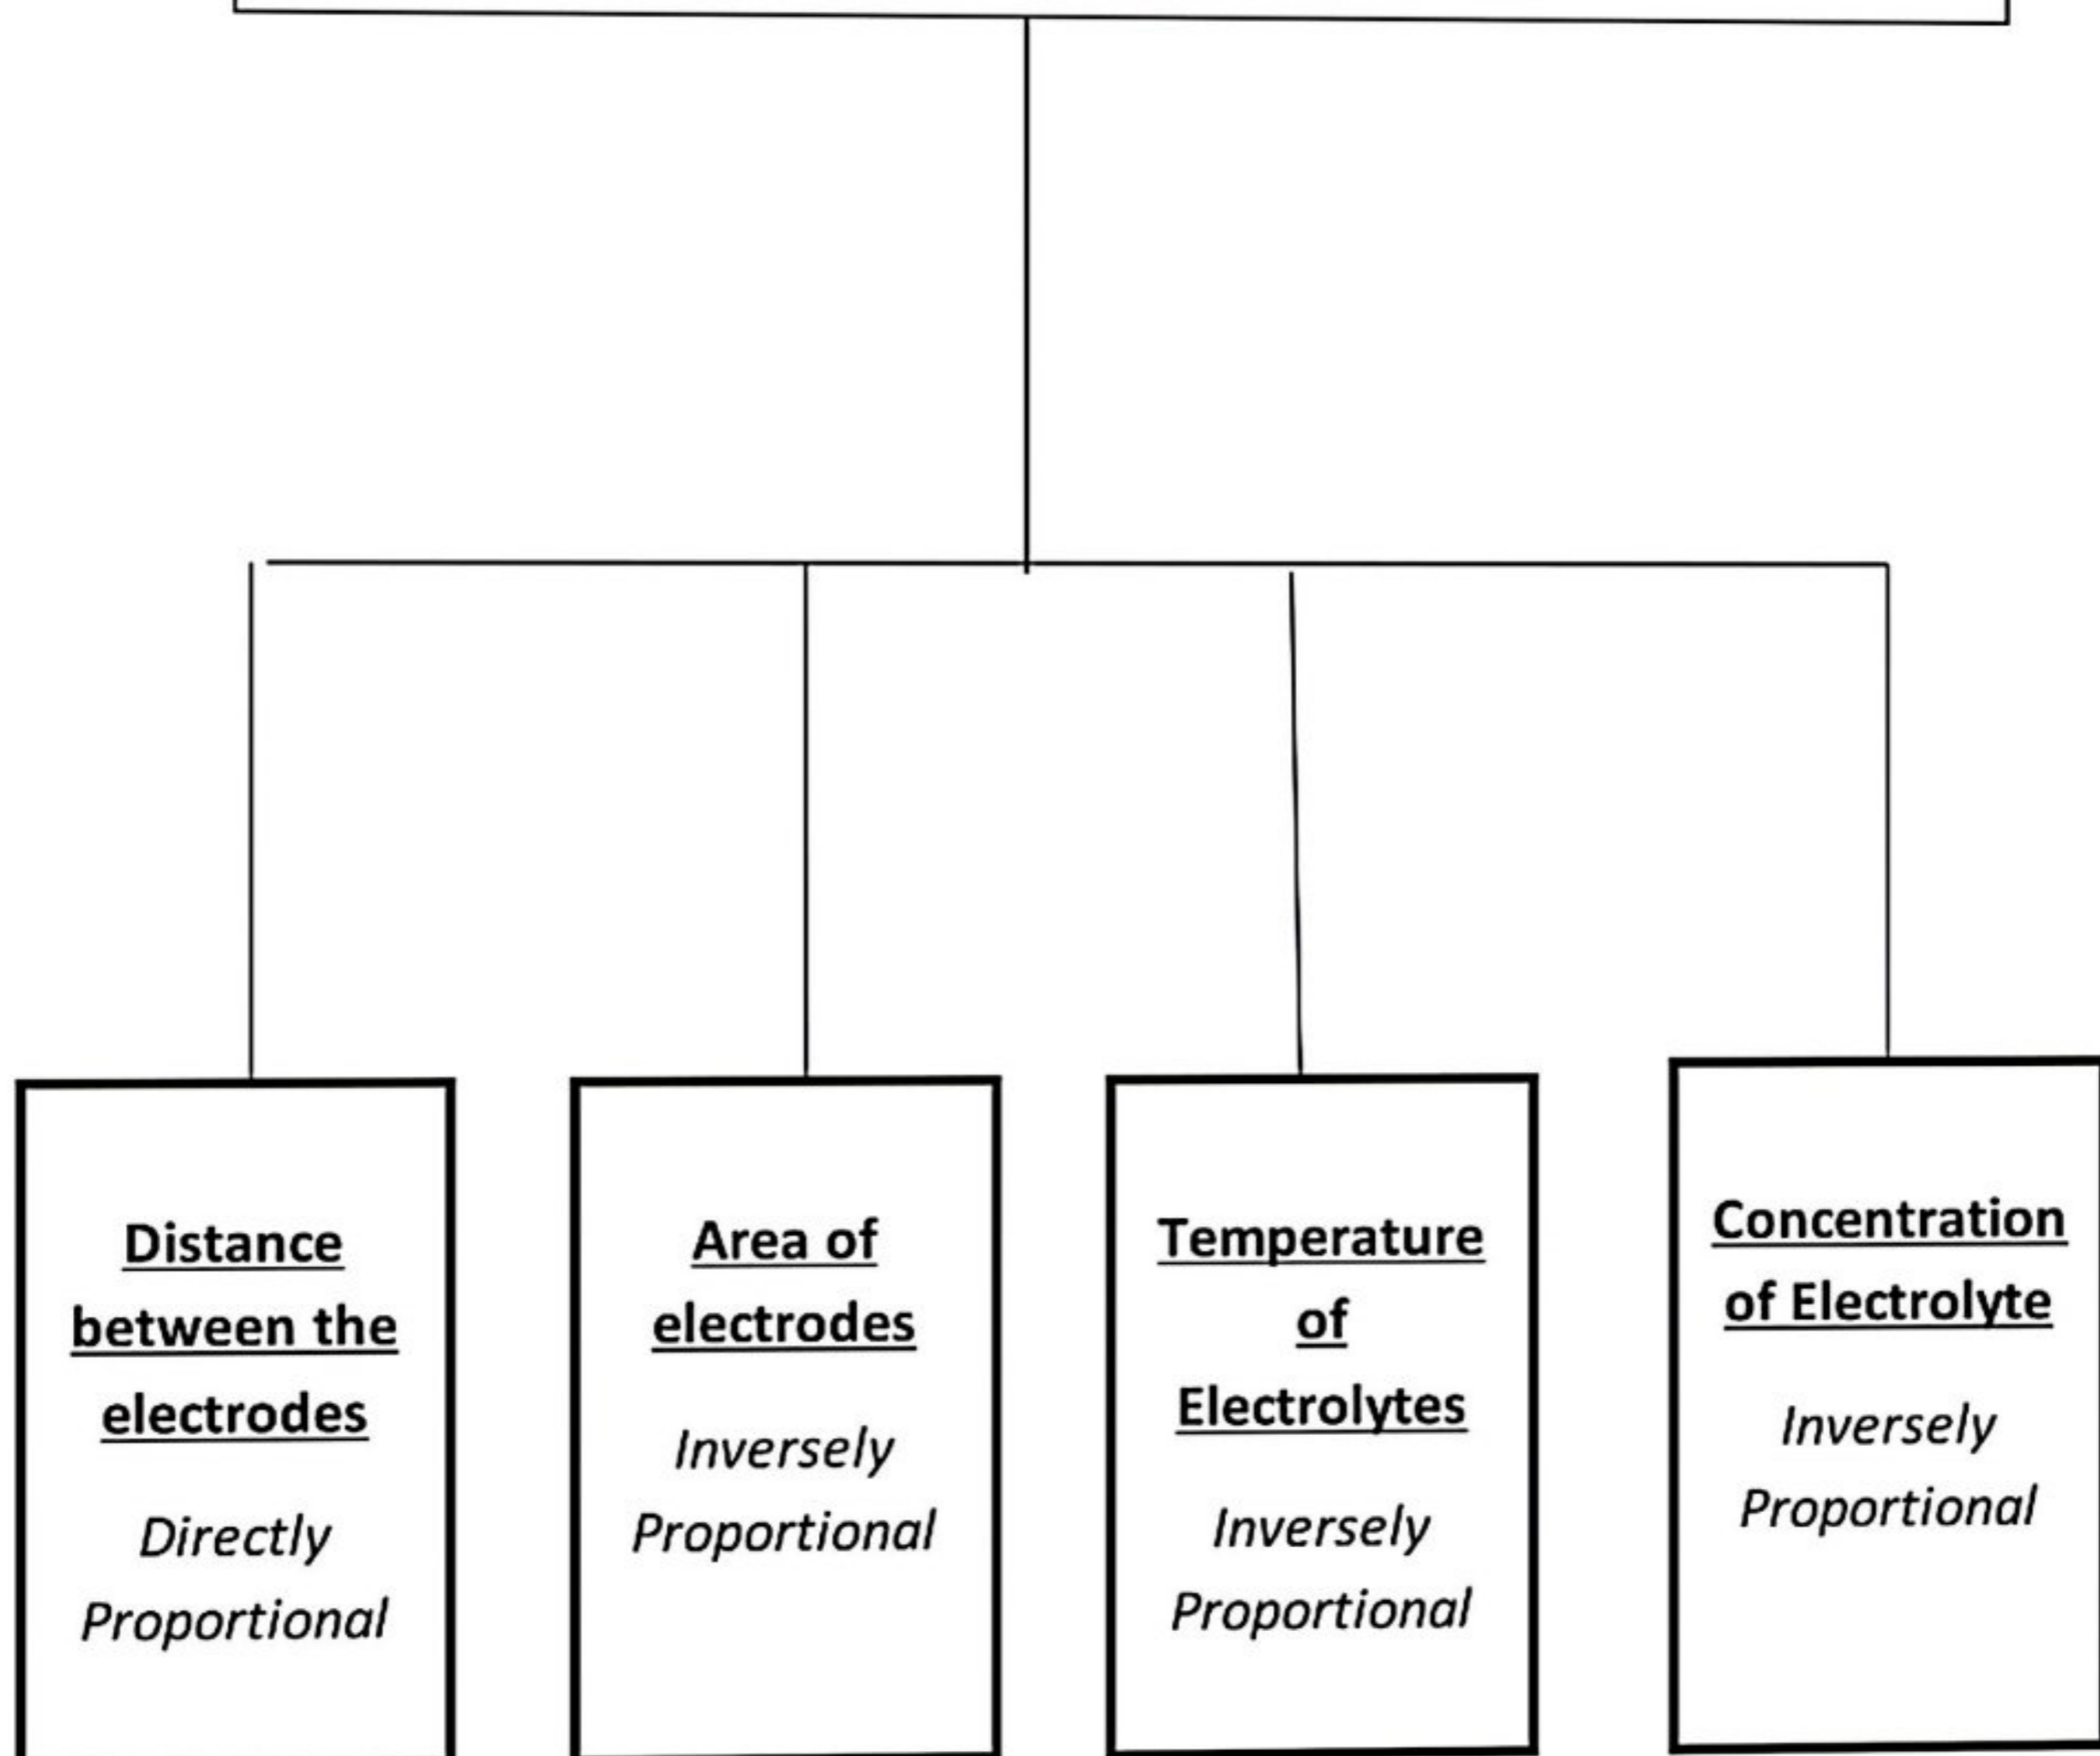 Distance
between the
electrodes
Directly
Proportional
Area of
electrodes
Inversely
Proportional
Temperature
of
Electrolytes
Inversely
Proportional
Concentration
of Electrolyte
Inversely
Proportional